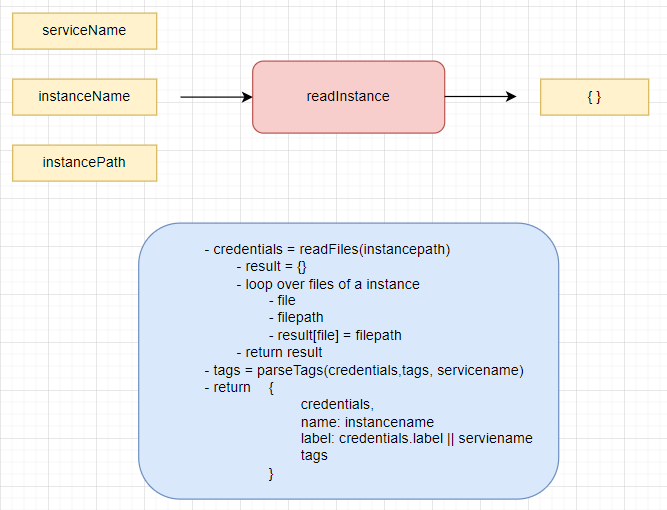 serviceName
instanceName
readInstance
{ }
instancePath
- credentials = readFiles(instancepath)
- result = {}
- loop over files of a instance
- file
- filepath
- result[file] = filepath
- return result
- tags = parseTags(credentials,tags, servicename)
- return {
credentials,
name: instancename
label: credentials.label || serviename
tags
}